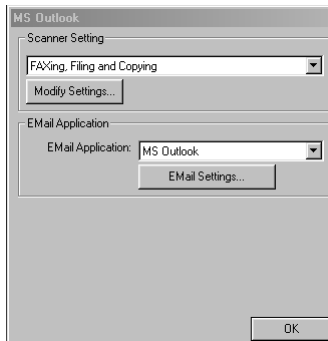 MS Outlook
Scanner Setting
FAXing, Filing and Copying
Modify Settings...
EMail Application
EMail Application: MS Outlook
EMail Settings...
OK